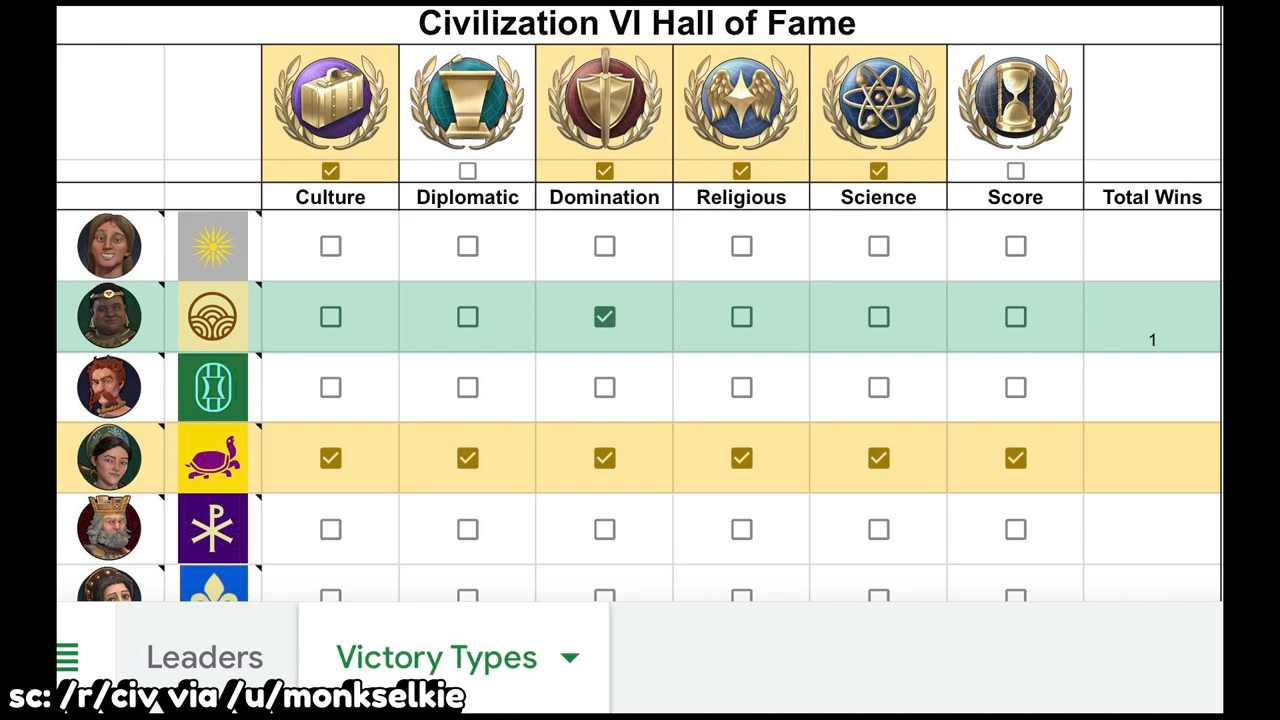 Civilization VI Hall of Fame
Culture Diplomatic Domination Religious Science Score Total Wins
1
Leaders Victory Types
sc: /r/civ via /u/monkselkie